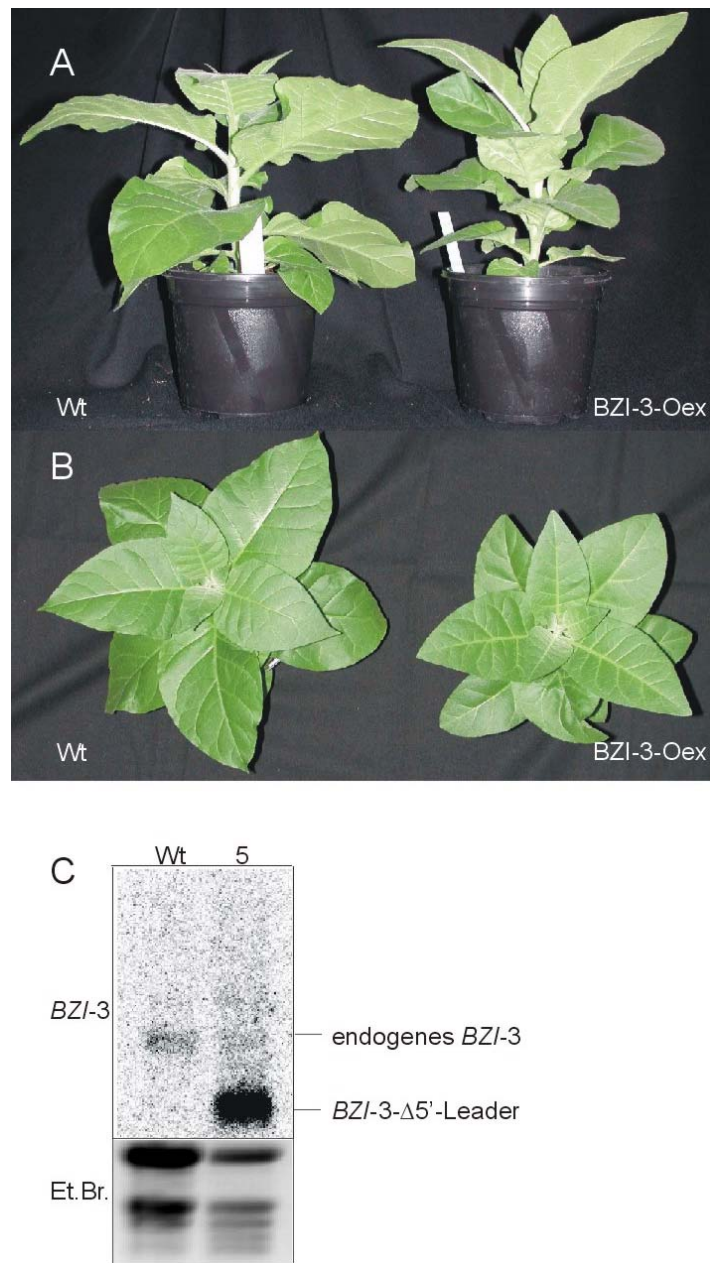 A
Wt BZI-3-Oex
B
Wt BZI-3-Oex
C
Wt 5
BZI-3
endogenes BZI-3
BZI-3-Δ5'-Leader
Et.Br.